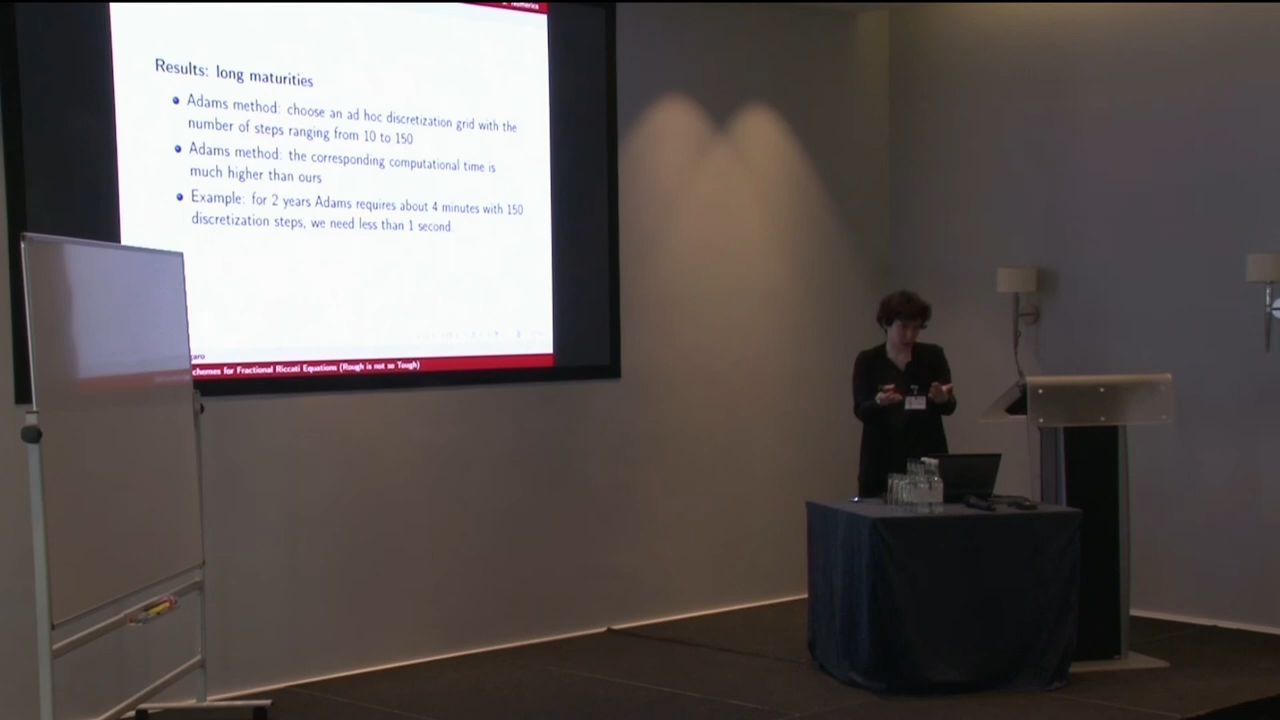 Numerics
Results: long maturities
Adams method: choose an ad hoc discretization grid with the
number of steps ranging from 10 to 150
Adams method: the corresponding computational time is
much higher than ours
Example: for 2 years Adams requires about 4 minutes with 150
discretization steps, we need less than 1 second
for Fractional Riccati Equations (Rough is not so Tough)